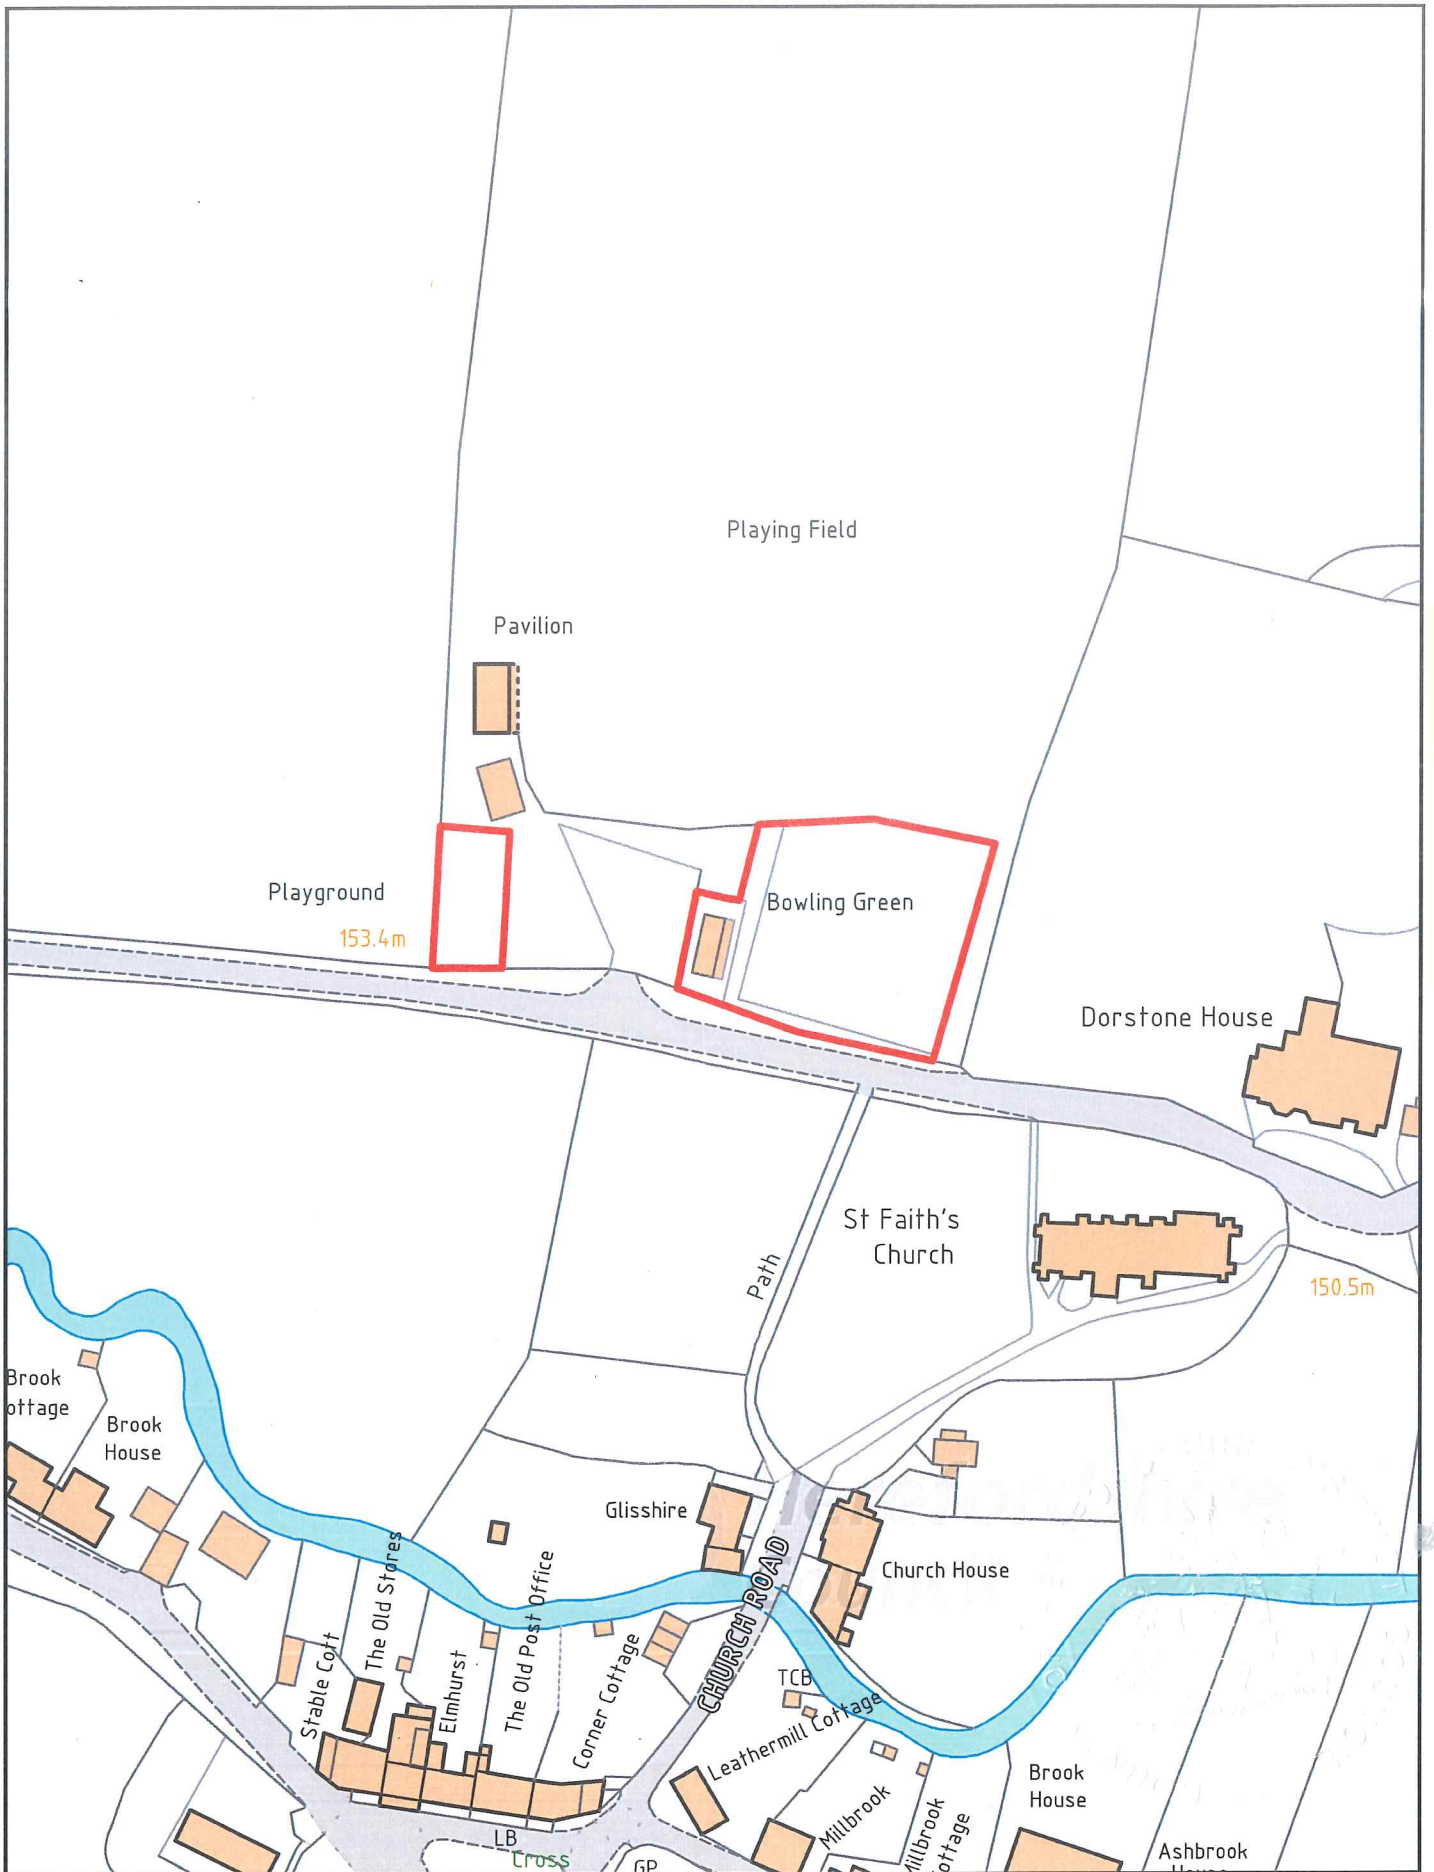 Playing Field
Pavilion
Playground
Bowling Green
153.4m
Dorstone House
St Faith's
Church
Path
150.5m
Brook
ottage
Brook
House
Glisshire
CHURCH ROAD
Church House
The Old Stores
The Old Post Office
Stable Cott
Elmhurst
Corner Cottage
TCB
Leathermill Cottage
Millbrook
Millbrook
ottage
Brook
House
Ashbrook
LB
Cross
GP